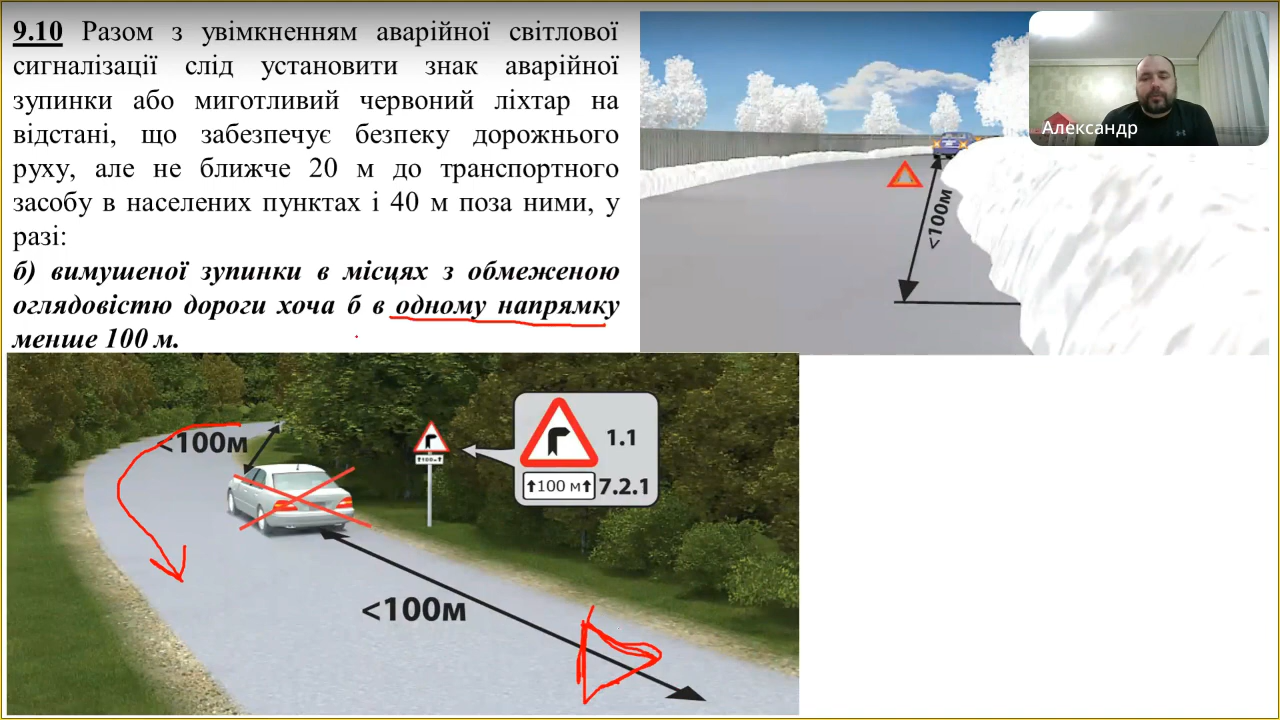 9.10 Разом з увімкненням аварійної світлової
сигналізації слід установити знак аварійної
зупинки або миготливий червоний ліхтар на
відстані, що забезпечує безпеку дорожнього
руху, але не ближче 20 м до транспортного
засобу в населених пунктах і 40 м поза ними, у
разі:
б) вимушеної зупинки в місцях з обмеженою
оглядовістю дороги хоча б в одному напрямку
менше 100 м.
<100м
Александр
<100м
1.1
↑100 м↑ 7.2.1
↑100м↑
<100м